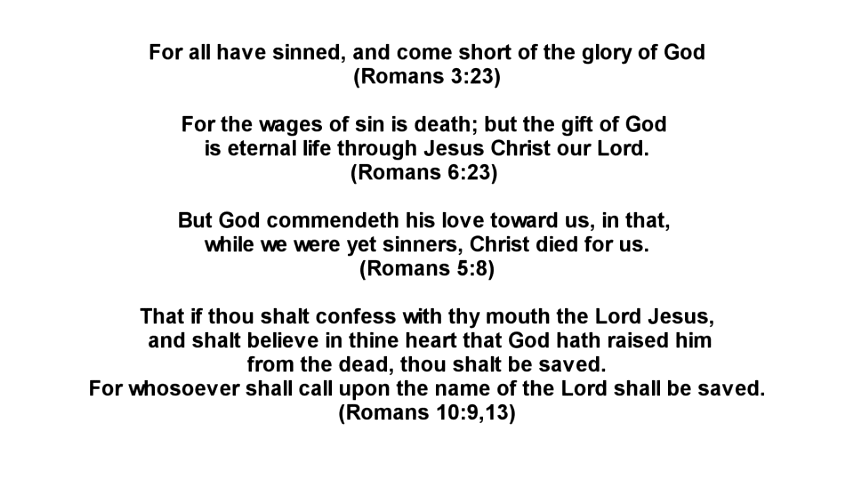 For all have sinned, and come short of the glory of God
(Romans 3:23)
For the wages of sin is death; but the gift of God
is eternal life through Jesus Christ our Lord.
(Romans 6:23)
But God commendeth his love toward us, in that,
while we were yet sinners, Christ died for us.
(Romans 5:8)
That if thou shalt confess with thy mouth the Lord Jesus,
and shalt believe in thine heart that God hath raised him
from the dead, thou shalt be saved.
For whosoever shall call upon the name of the Lord shall be saved.
(Romans 10:9,13)